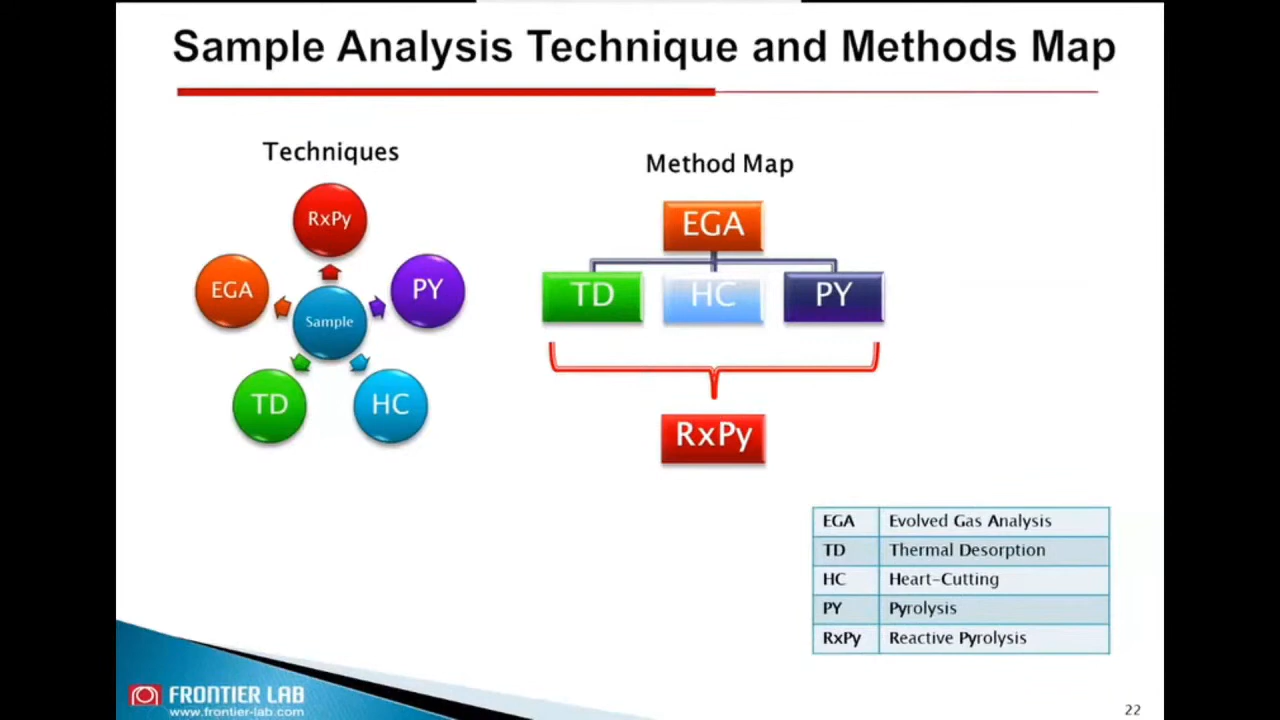 Sample Analysis Technique and Methods Map
Techniques
RxPy
EGA
PY
Sample
TD
HC
Method Map
EGA
TD
HC
PY
RxPy
EGA Evolved Gas Analysis
TD Thermal Desorption
HC Heart-Cutting
PY Pyrolysis
RxPy Reactive Pyrolysis
FRONTIER LAB
www.frontier-lab.com
22